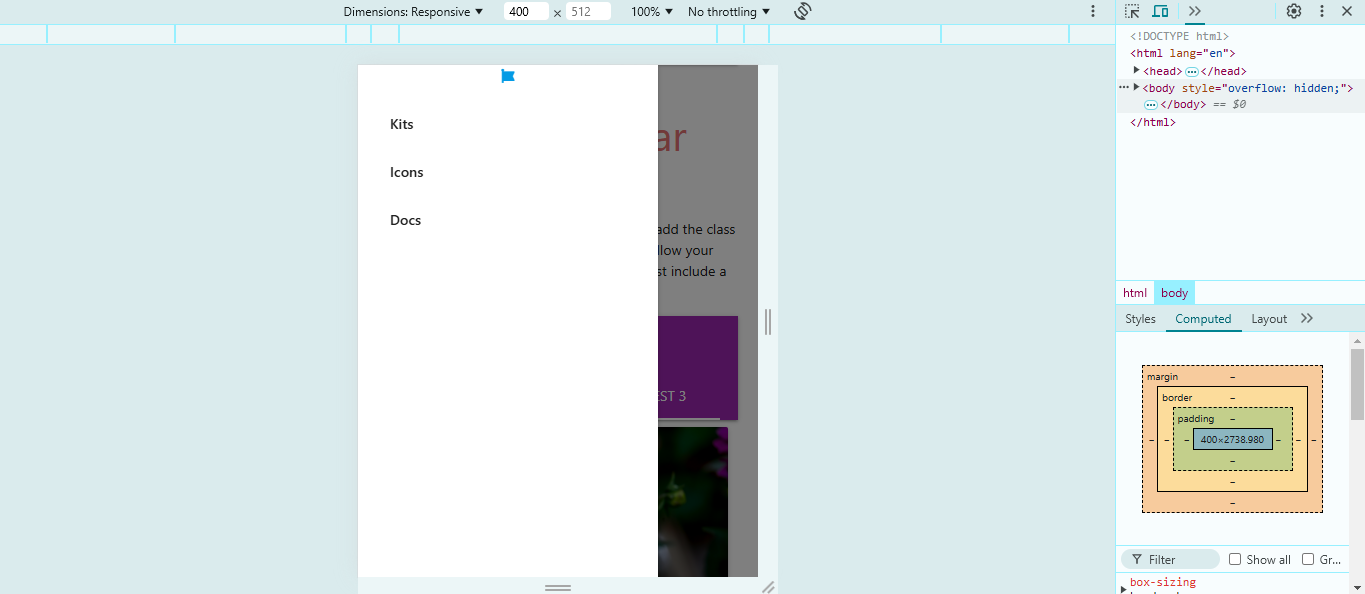 Dimensions: Responsive 400 × 512 100% No throttling
Kits
Icons
Docs
ar
add the class
llow your
st include a
EST 3
<!DOCTYPE html>
<html lang="en">
<head> </head>
<body style="overflow: hidden;">
</body> == $0
</html>
html body
Styles Computed Layout
margin –
border –
padding –
– – – 400×2738.980 – – –
–
–
–
Filter Show all Gr...
box-sizing